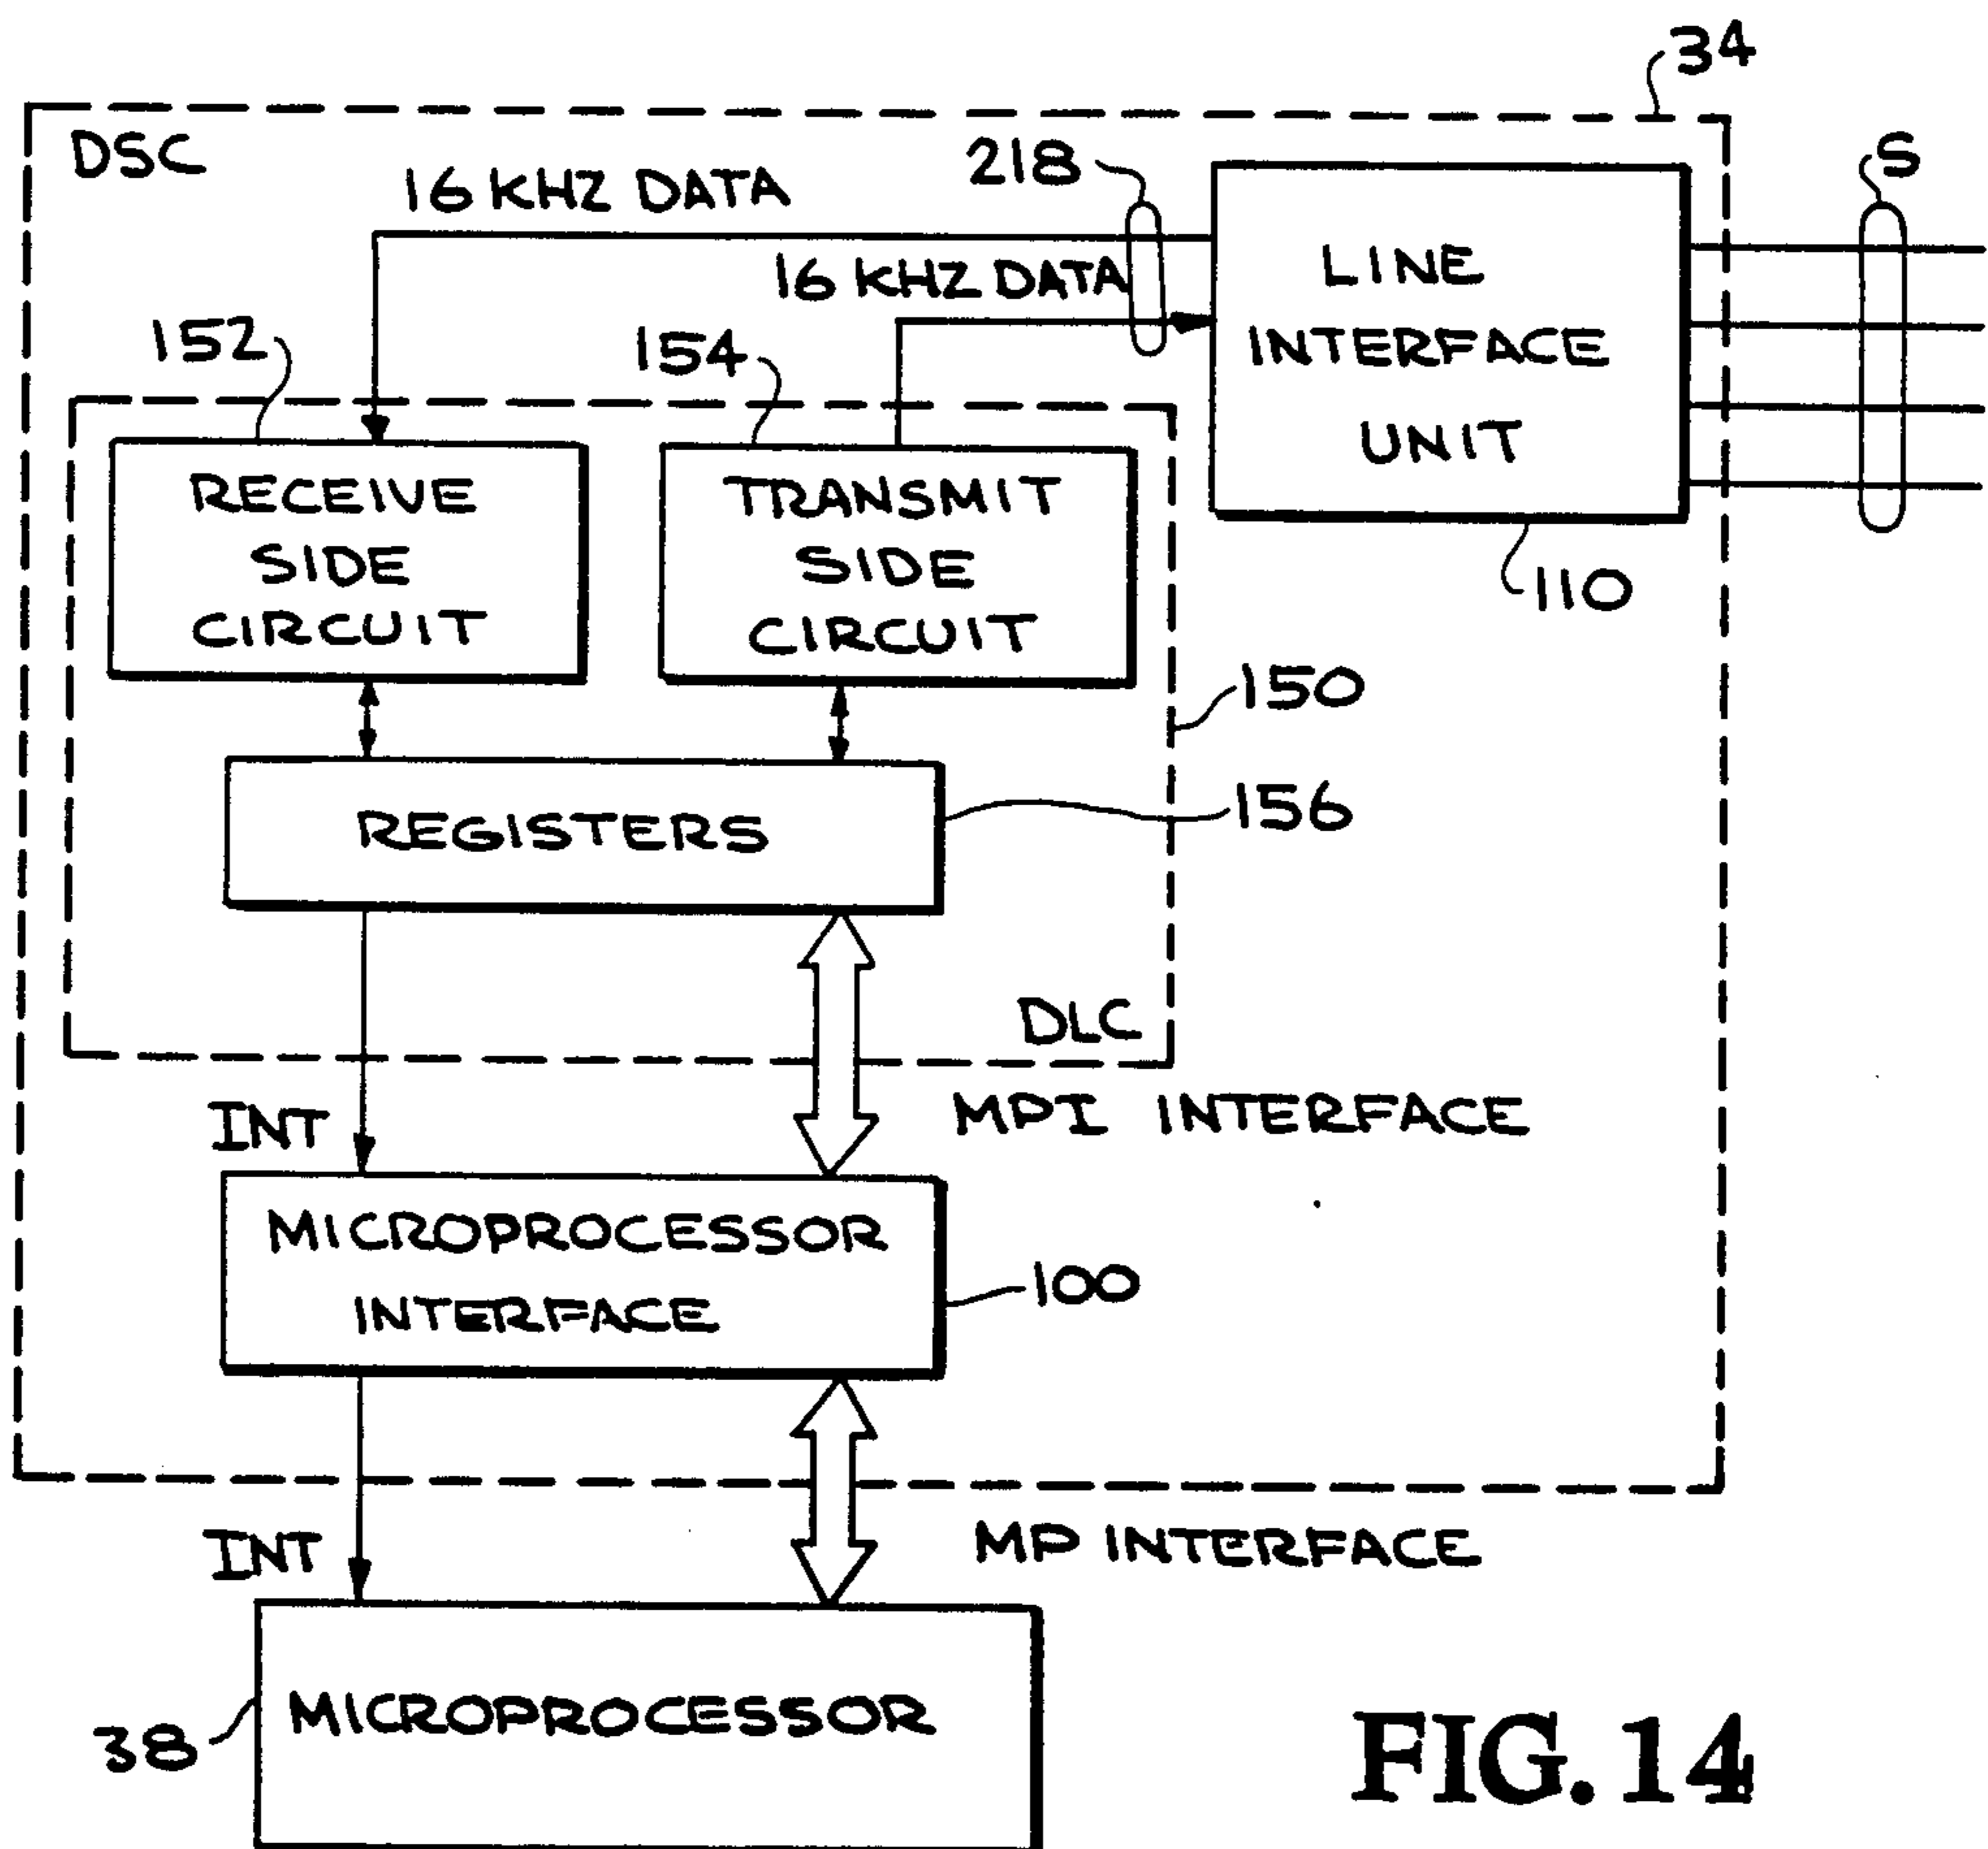 34
DSC
218
S
16 KHZ DATA
16 KHZ DATA
LINE
INTERFACE
UNIT
152
154
RECEIVE
SIDE
CIRCUIT
TRANSMIT
SIDE
CIRCUIT
110
150
REGISTERS
156
DLC
INT
MPI INTERFACE
MICROPROCESSOR
INTERFACE
100
INT
MP INTERFACE
MICROPROCESSOR
38
FIG. 14